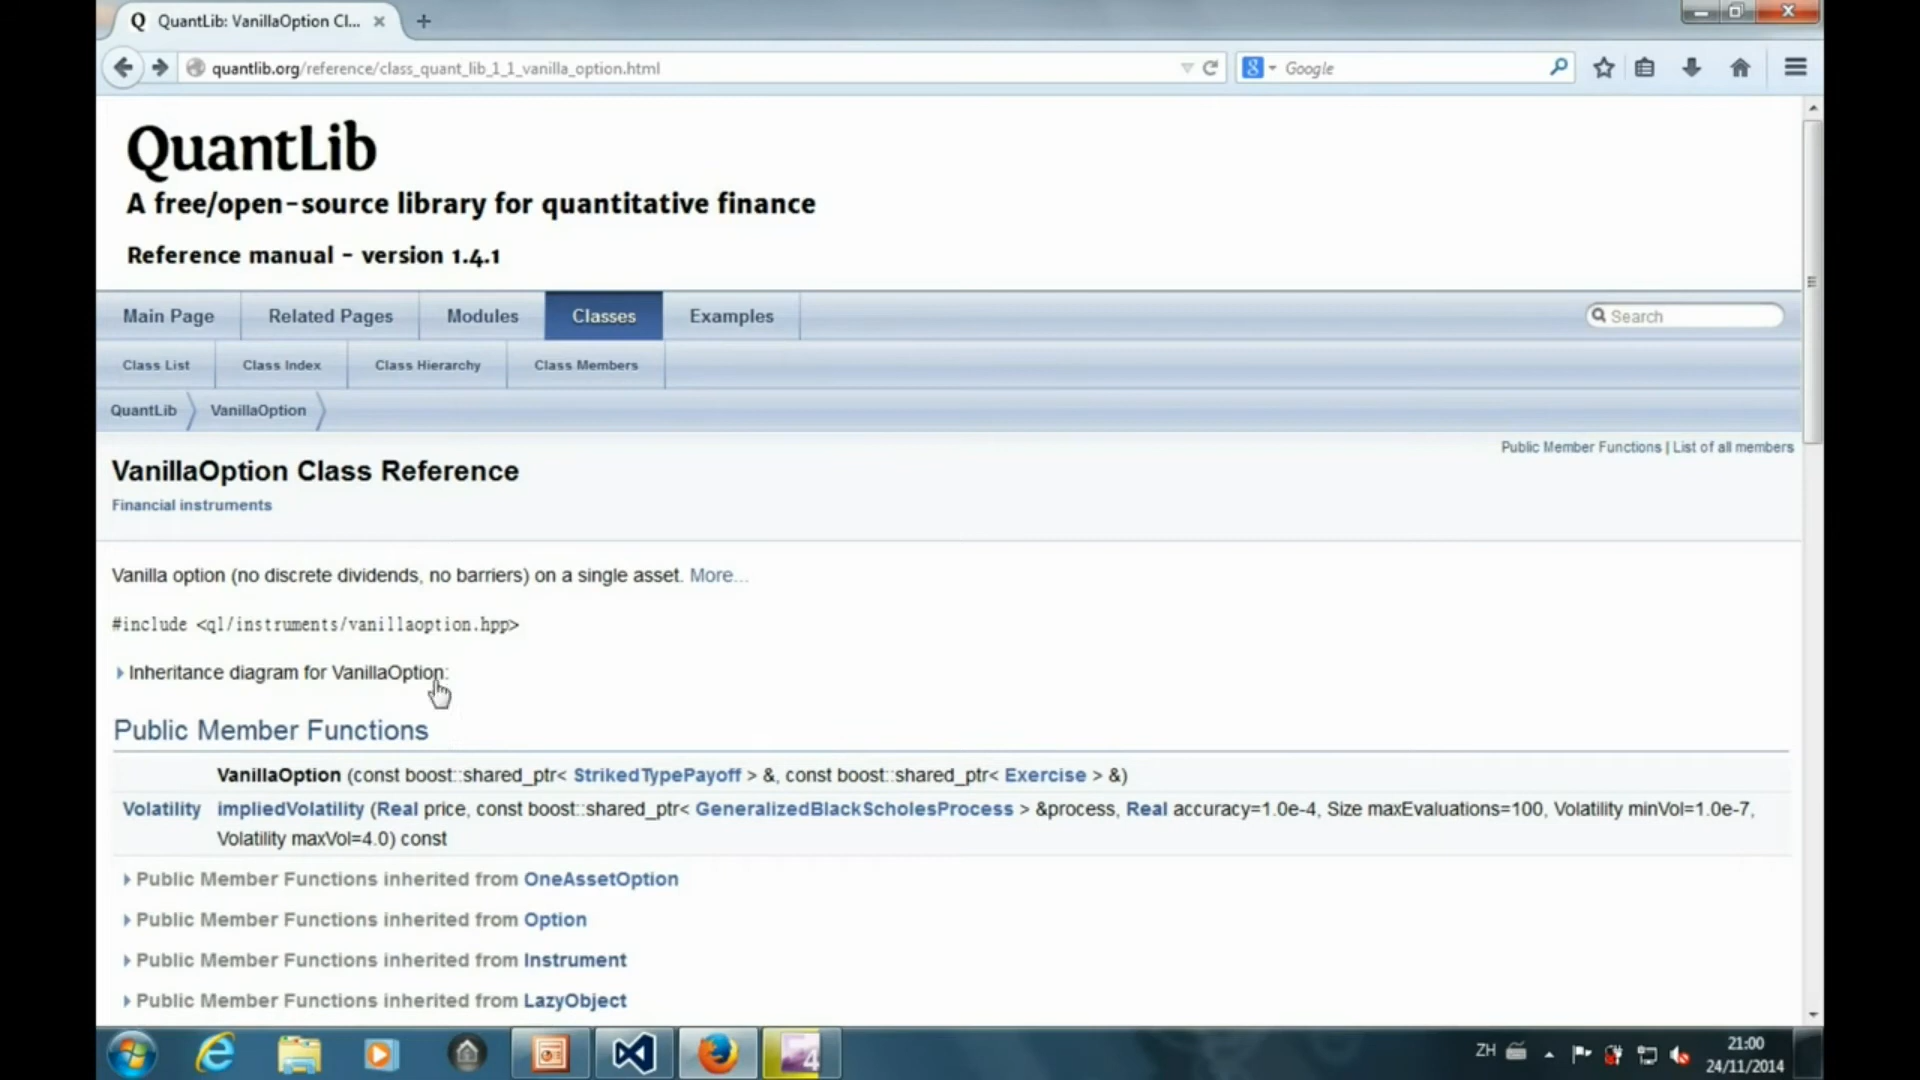 Q QuantLib: VanillaOption Cl...
quantlib.org/reference/class_quant_lib_1_1_vanilla_option.html
8 Google
QuantLib
A free/open-source library for quantitative finance
Reference manual - version 1.4.1
Main Page Related Pages Modules Classes Examples Search
Class List Class Index Class Hierarchy Class Members
QuantLib VanillaOption
Public Member Functions | List of all members
VanillaOption Class Reference
Financial instruments
Vanilla option (no discrete dividends, no barriers) on a single asset. More...
#include <ql/instruments/vanillaoption.hpp>
Inheritance diagram for VanillaOption:
Public Member Functions
VanillaOption (const boost::shared_ptr< StrikedTypePayoff > &, const boost::shared_ptr< Exercise > &)
Volatility impliedVolatility (Real price, const boost::shared_ptr< GeneralizedBlackScholesProcess > &process, Real accuracy=1.0e-4, Size maxEvaluations=100, Volatility minVol=1.0e-7,
Volatility maxVol=4.0) const
Public Member Functions inherited from OneAssetOption
Public Member Functions inherited from Option
Public Member Functions inherited from Instrument
Public Member Functions inherited from LazyObject
4
ZH
21:00
24/11/2014